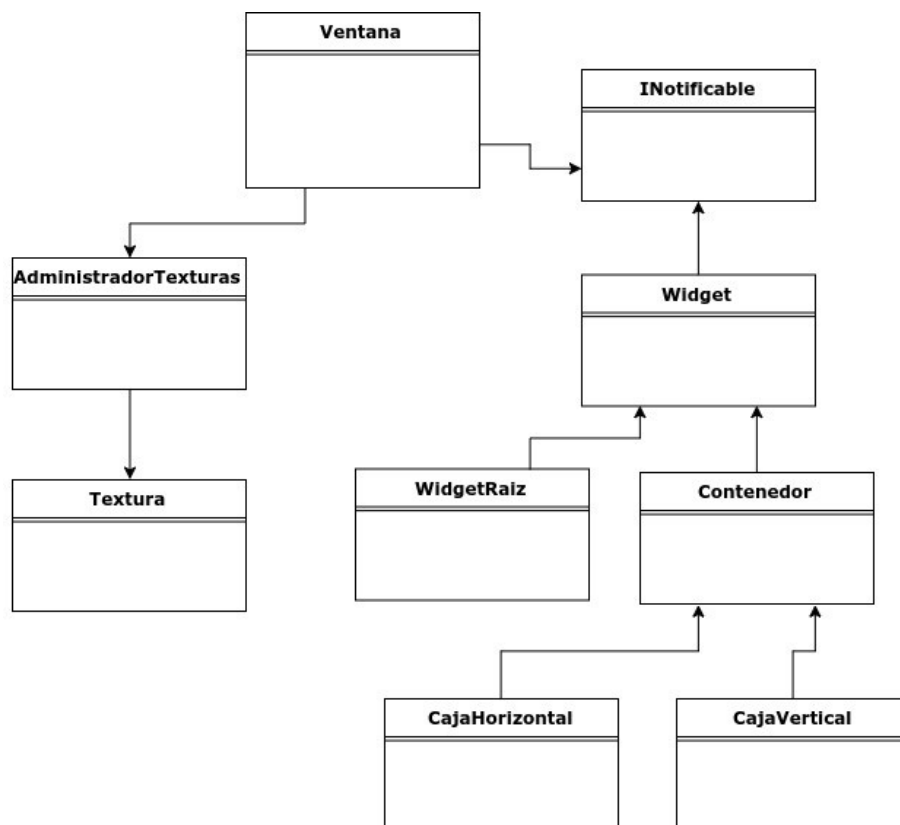 Ventana
INotificable
AdministradorTexturas
Widget
Textura
WidgetRaiz
Contenedor
CajaHorizontal
CajaVertical